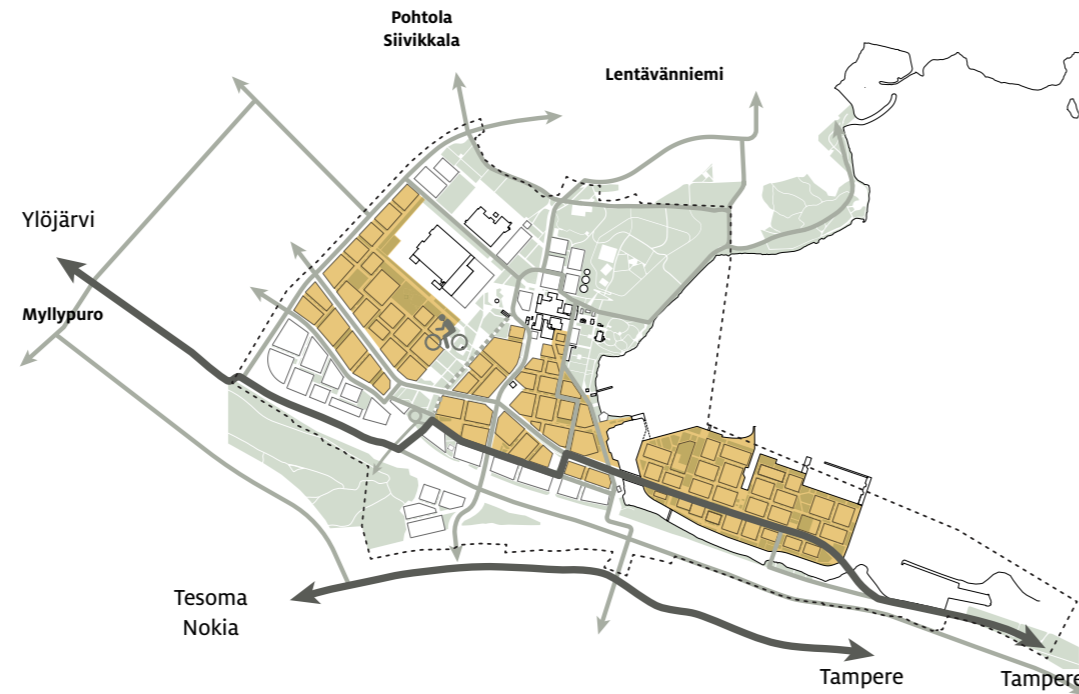 Pohtola
Siivikkala
Lentävänniemi
Ylöjärvi
Myllypuro
Tesoma
Nokia
Tampere
Tampere